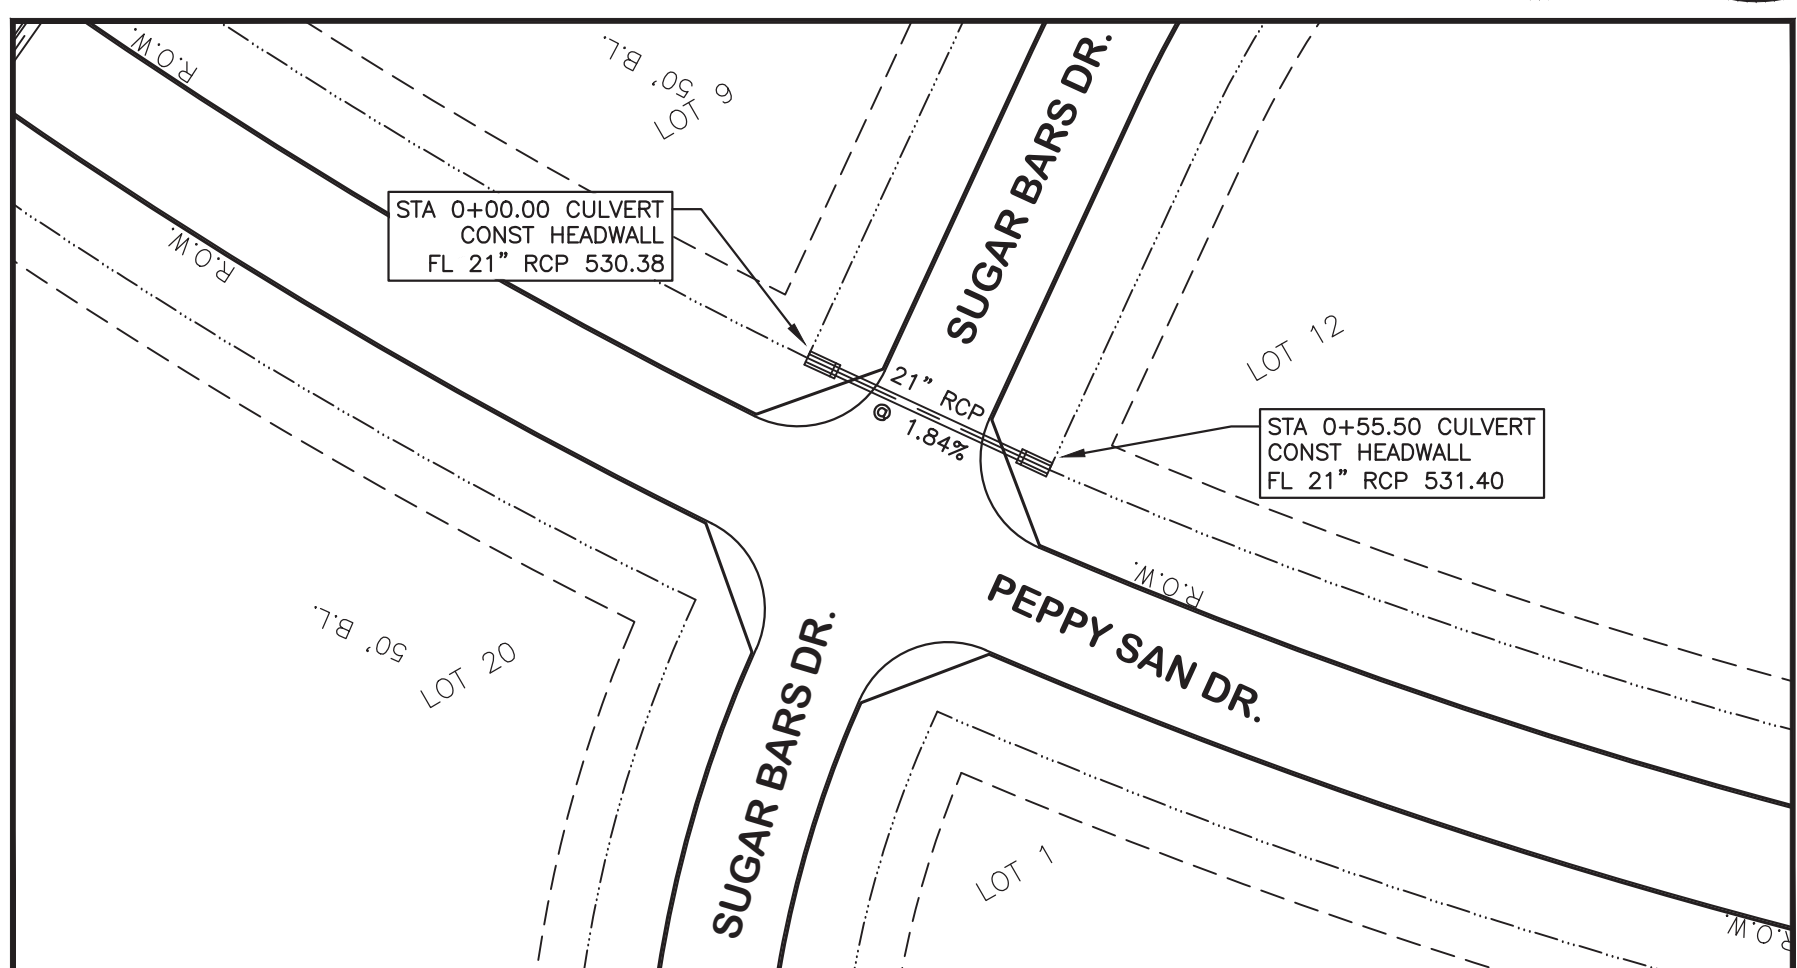 R.O.W.
50' B.L.
LOT 6
SUGAR BARS DR.
STA 0+00.00 CULVERT
CONST HEADWALL
FL 21" RCP 530.38
R.O.W.
LOT 12
21" RCP
@ 1.84%
STA 0+55.50 CULVERT
CONST HEADWALL
FL 21" RCP 531.40
R.O.W.
PEPPY SAN DR.
50' B.L.
LOT 20
SUGAR BARS DR.
LOT 1
R.O.W.